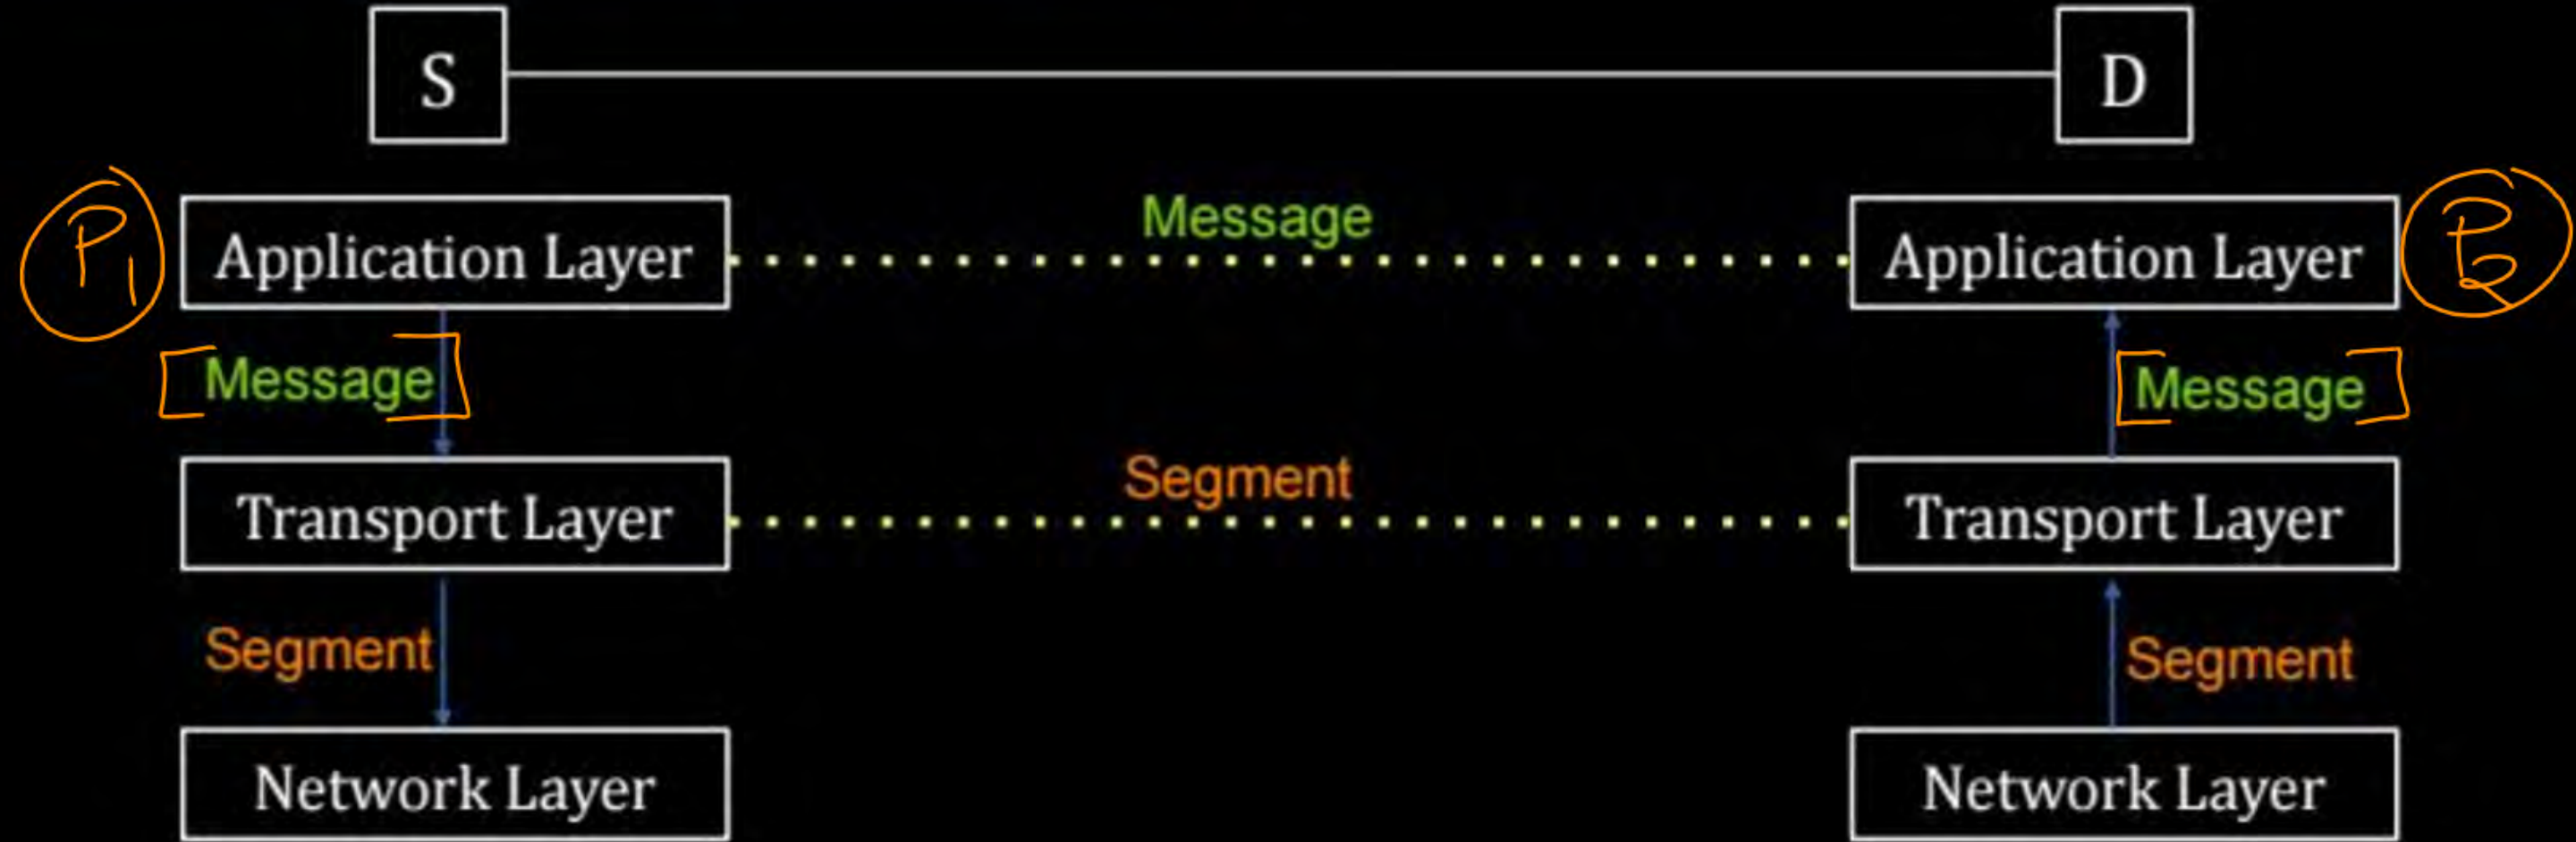 S D
P1 Application Layer Message Application Layer P2
Message Message
Segment
Transport Layer Transport Layer
Segment Segment
Network Layer Network Layer